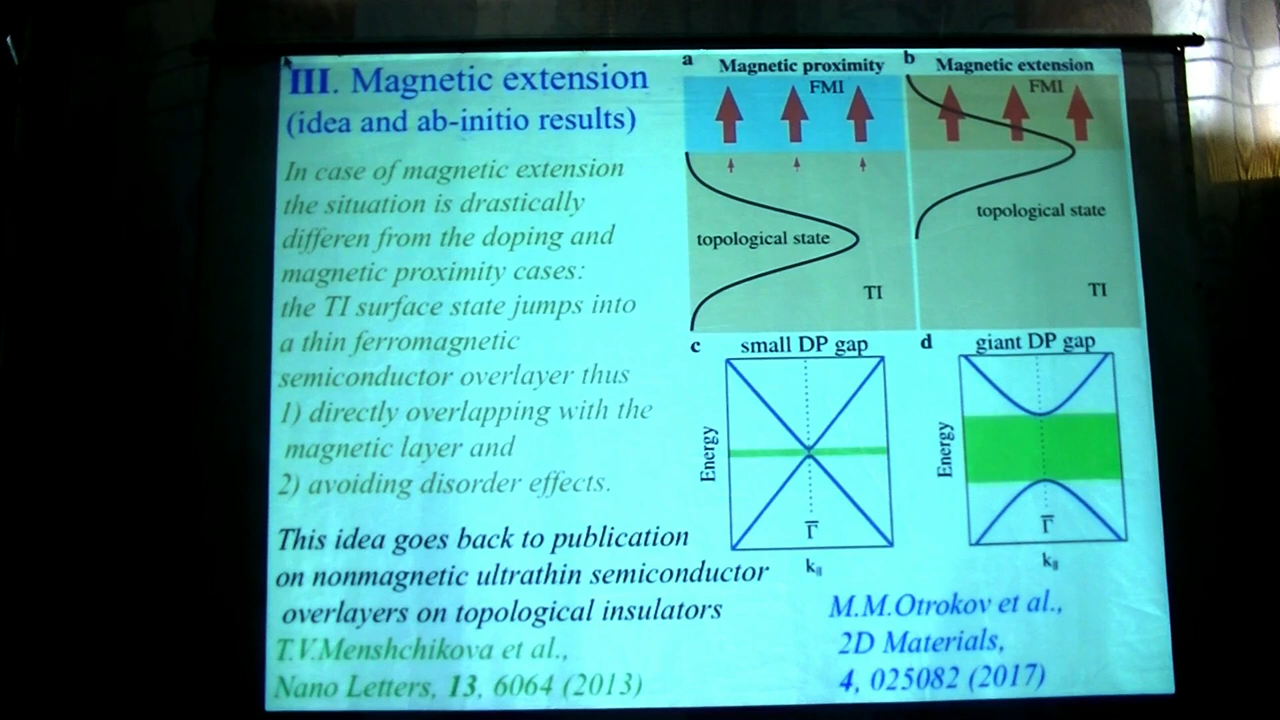 III. Magnetic extension
(idea and ab-initio results)
In case of magnetic extension
the situation is drastically
differen from the doping and
magnetic proximity cases:
the TI surface state jumps into
a thin ferromagnetic
semiconductor overlayer thus
1) directly overlapping with the
magnetic layer and
2) avoiding disorder effects.
This idea goes back to publication
on nonmagnetic ultrathin semiconductor
overlayers on topological insulators
T.V.Menshchikova et al.,
Nano Letters, 13, 6064 (2013)
a
Magnetic proximity
FMI
topological state
TI
b
Magnetic extension
FMI
topological state
TI
c
small DP gap
Energy
Γ̅
k||
d
giant DP gap
Energy
Γ̅
k||
M.M.Otrokov et al.,
2D Materials,
4, 025082 (2017)